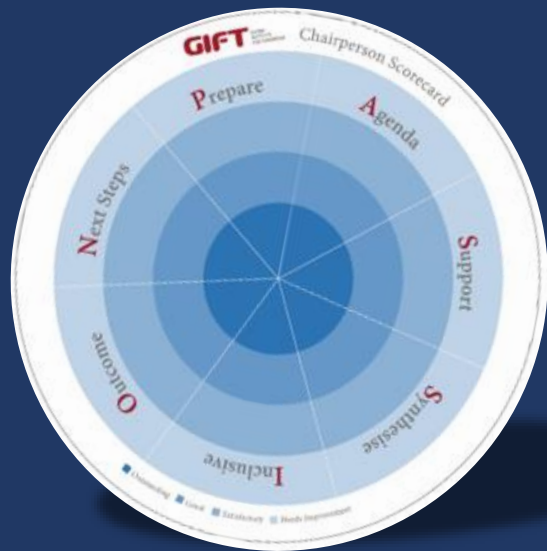 GIFT
Chairperson Scorecard
Prepare
Agenda
Support
Synthesise
Inclusive
Outcome
Next Steps
Outstanding
Good
Satisfactory
Needs Improvement